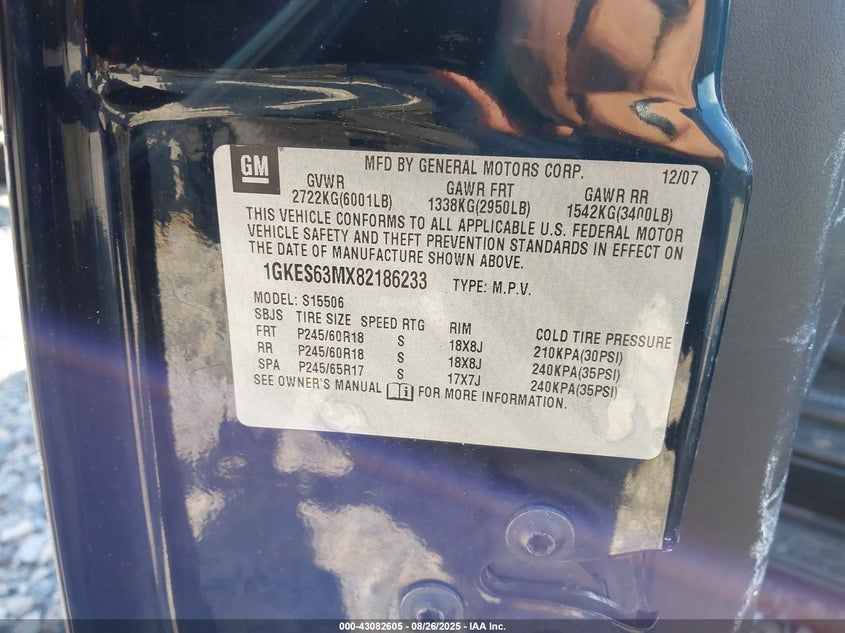 GM
MFD BY GENERAL MOTORS CORP. 12/07
GVWR GAWR FRT GAWR RR
2722KG(6001LB) 1338KG(2950LB) 1542KG(3400LB)
THIS VEHICLE CONFORMS TO ALL APPLICABLE U.S. FEDERAL MOTOR
VEHICLE SAFETY AND THEFT PREVENTION STANDARDS IN EFFECT ON
THE DATE OF MANUFACTURE SHOWN ABOVE.
1GKES63MX82186233 TYPE: M.P.V.
MODEL: S15506
SBJS TIRE SIZE SPEED RTG RIM COLD TIRE PRESSURE
FRT P245/60R18 S 18X8J 210KPA(30PSI)
RR P245/60R18 S 18X8J 240KPA(35PSI)
SPA P245/65R17 S 17X7J 240KPA(35PSI)
SEE OWNER'S MANUAL FOR MORE INFORMATION.
000-43082605 - 08/26/2025 - IAA Inc.